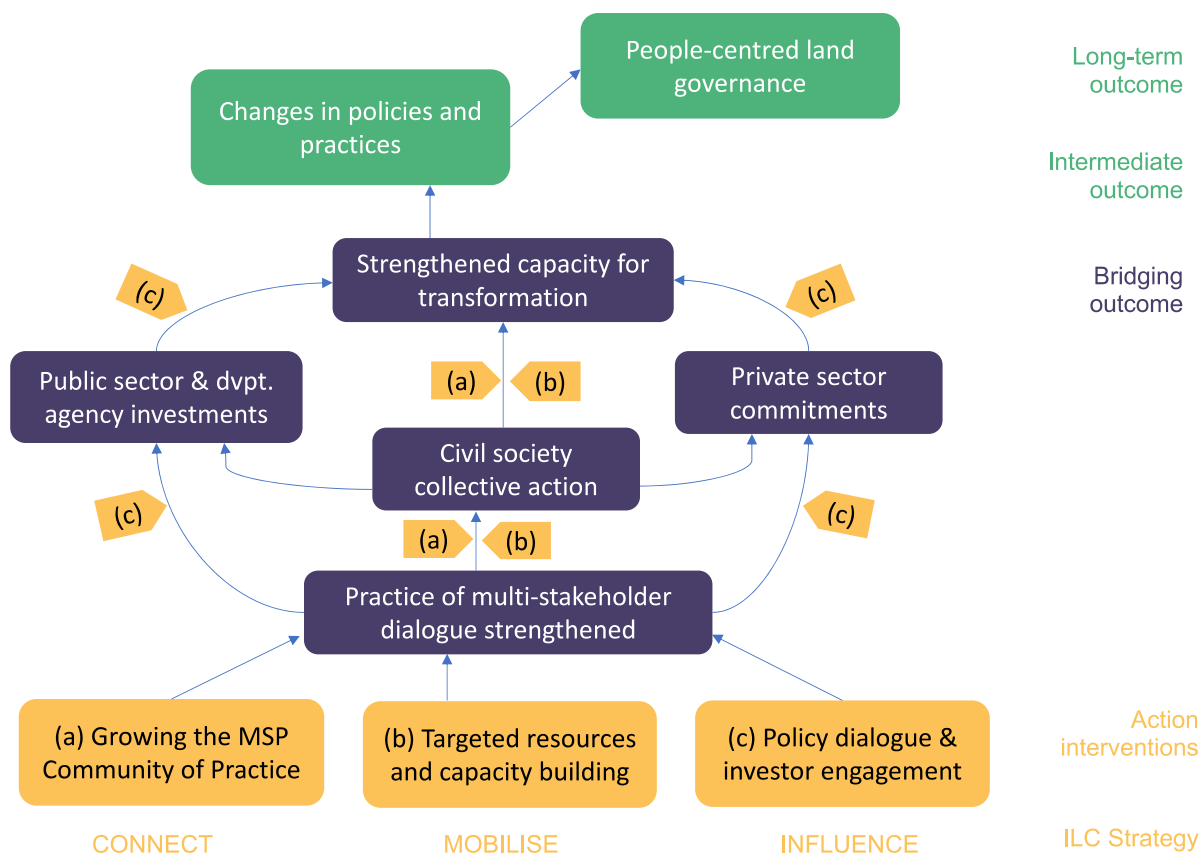 People-centred land
governance
Long-term
outcome
Changes in policies and
practices
Intermediate
outcome
Strengthened capacity for
transformation
Bridging
outcome
(c)
(c)
Public sector & dvpt.
agency investments
(a)
(b)
Private sector
commitments
Civil society
collective action
(c)
(a)
(b)
(c)
Practice of multi-stakeholder
dialogue strengthened
(a) Growing the MSP
Community of Practice
(b) Targeted resources
and capacity building
(c) Policy dialogue &
investor engagement
Action
interventions
CONNECT
MOBILISE
INFLUENCE
ILC Strategy